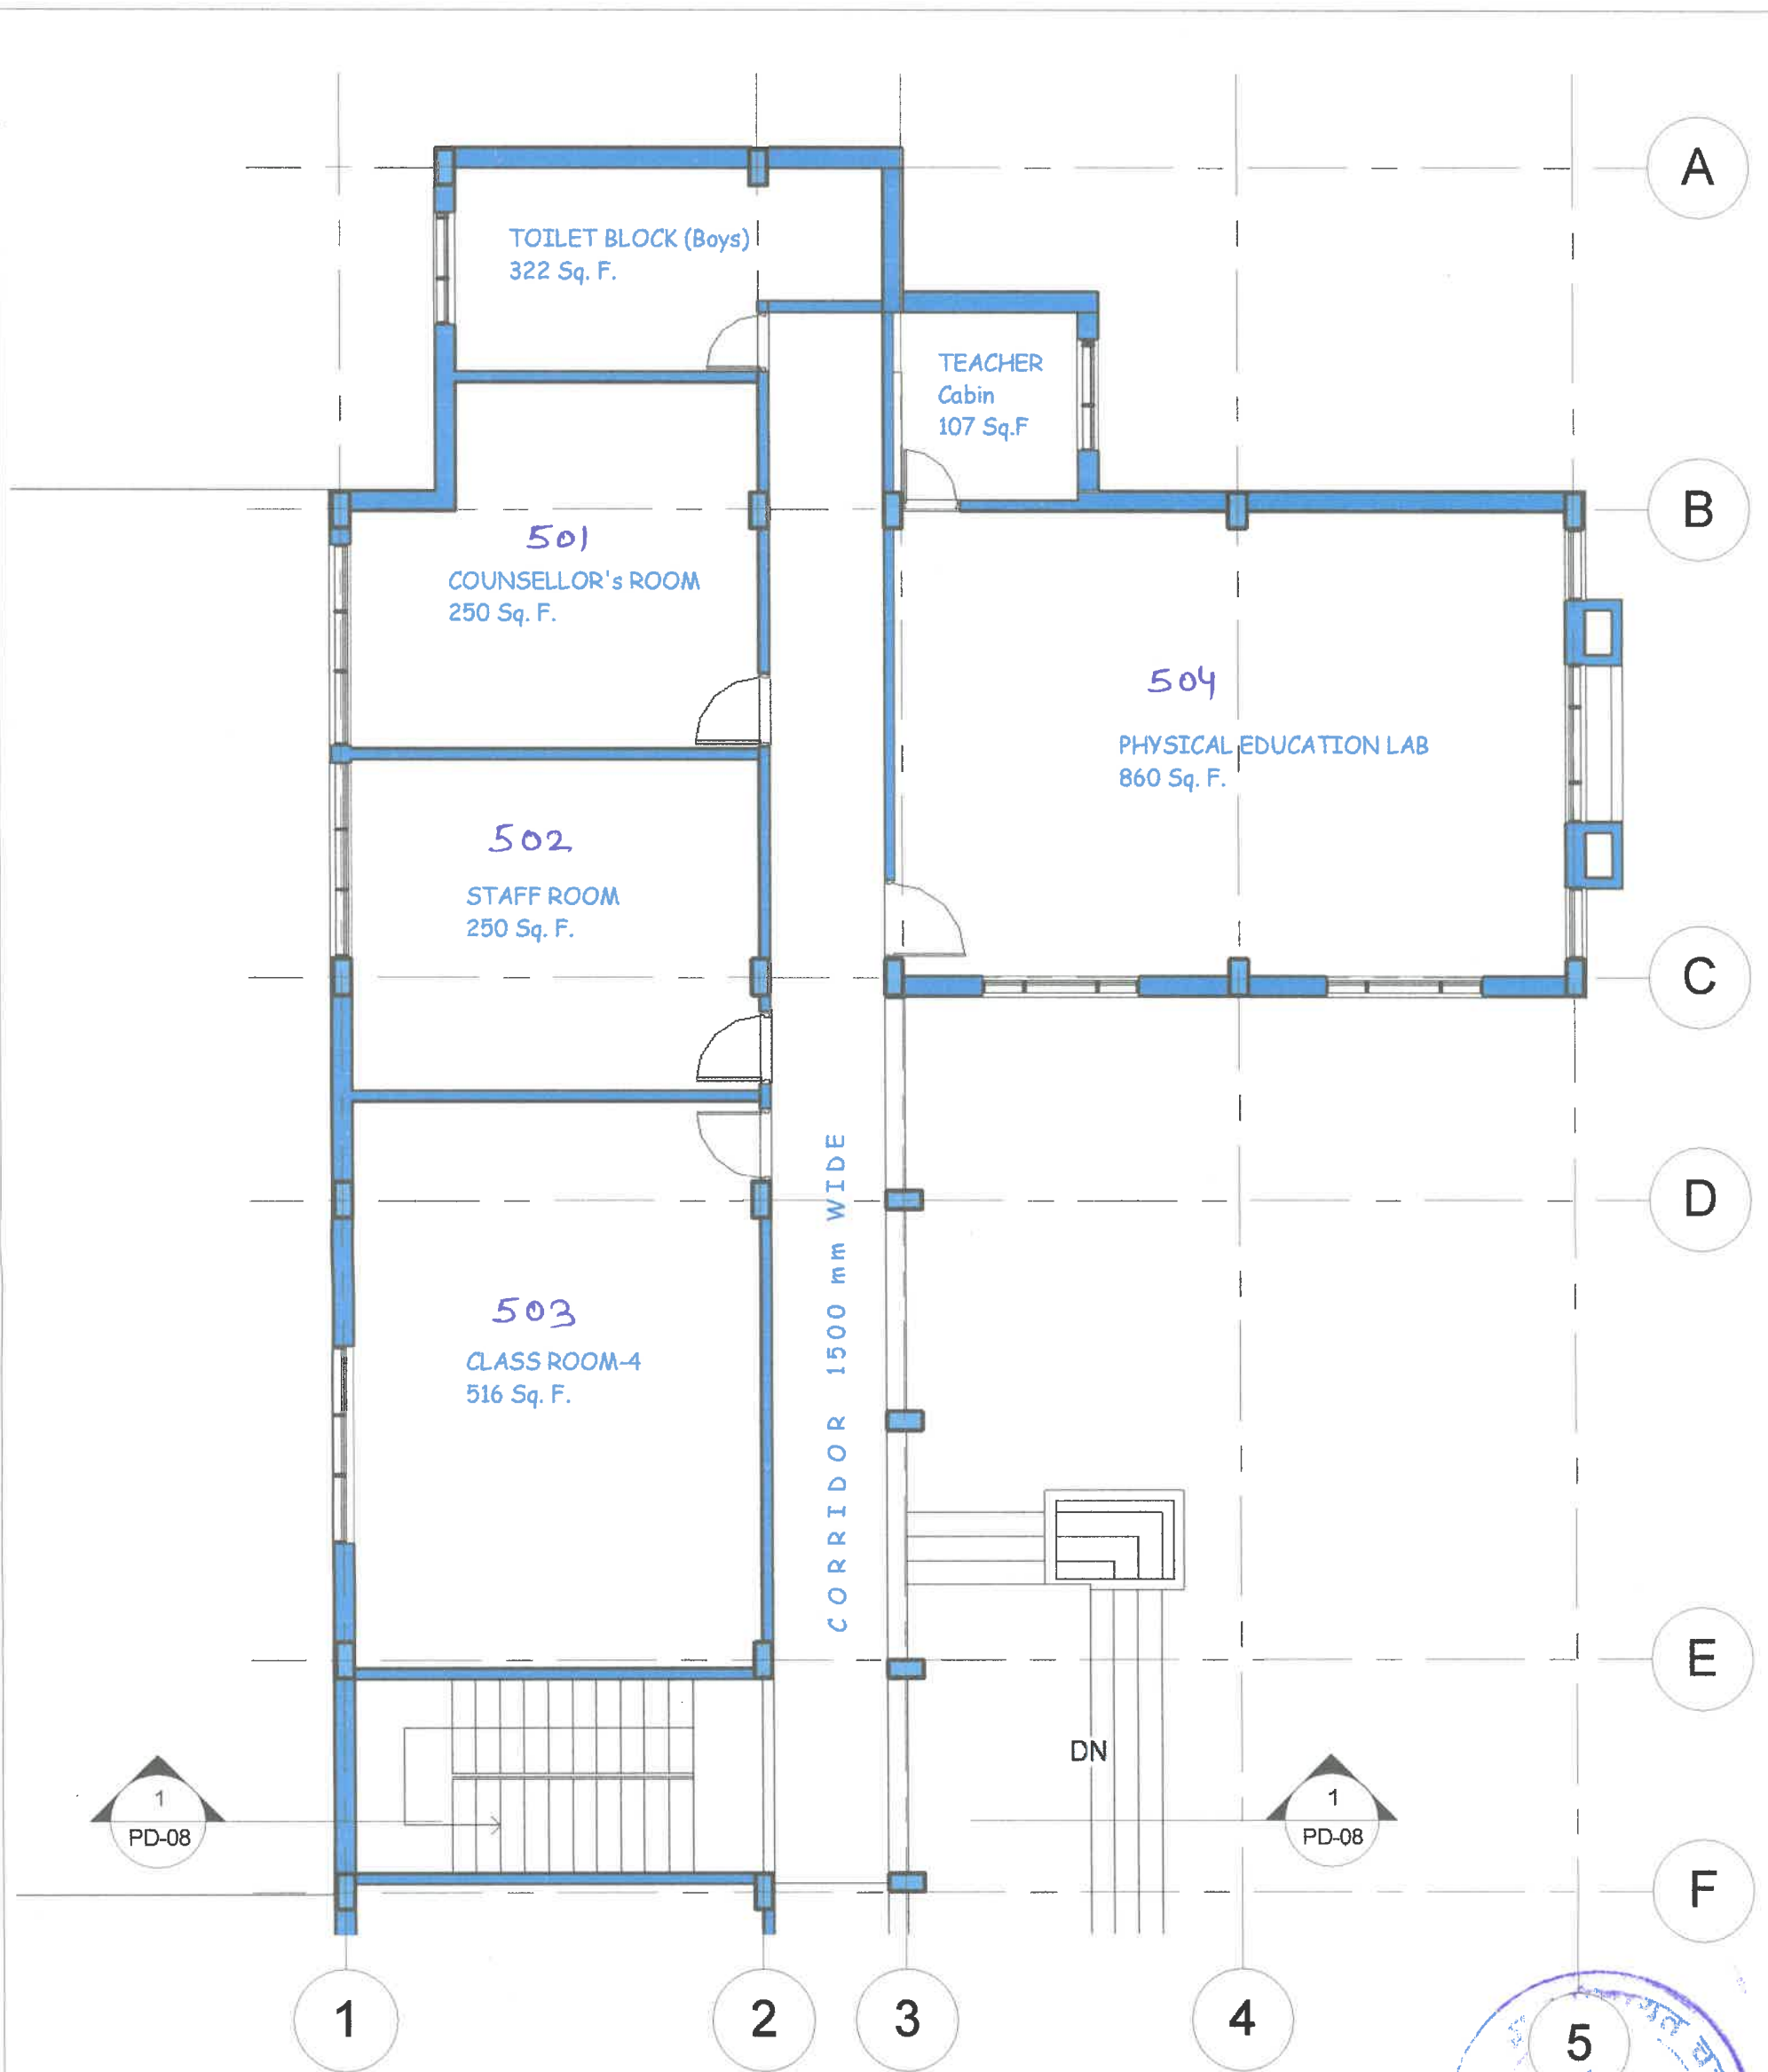 A
TOILET BLOCK (Boys)
322 Sq. F.
TEACHER
Cabin
107 Sq.F
B
501
COUNSELLOR's ROOM
250 Sq. F.
504
PHYSICAL EDUCATION LAB
860 Sq. F.
502
STAFF ROOM
250 Sq. F.
C
D
CORRIDOR 1500 mm WIDE
503
CLASS ROOM-4
516 Sq. F.
E
DN
1
PD-08
1
PD-08
F
1
2
3
4
5